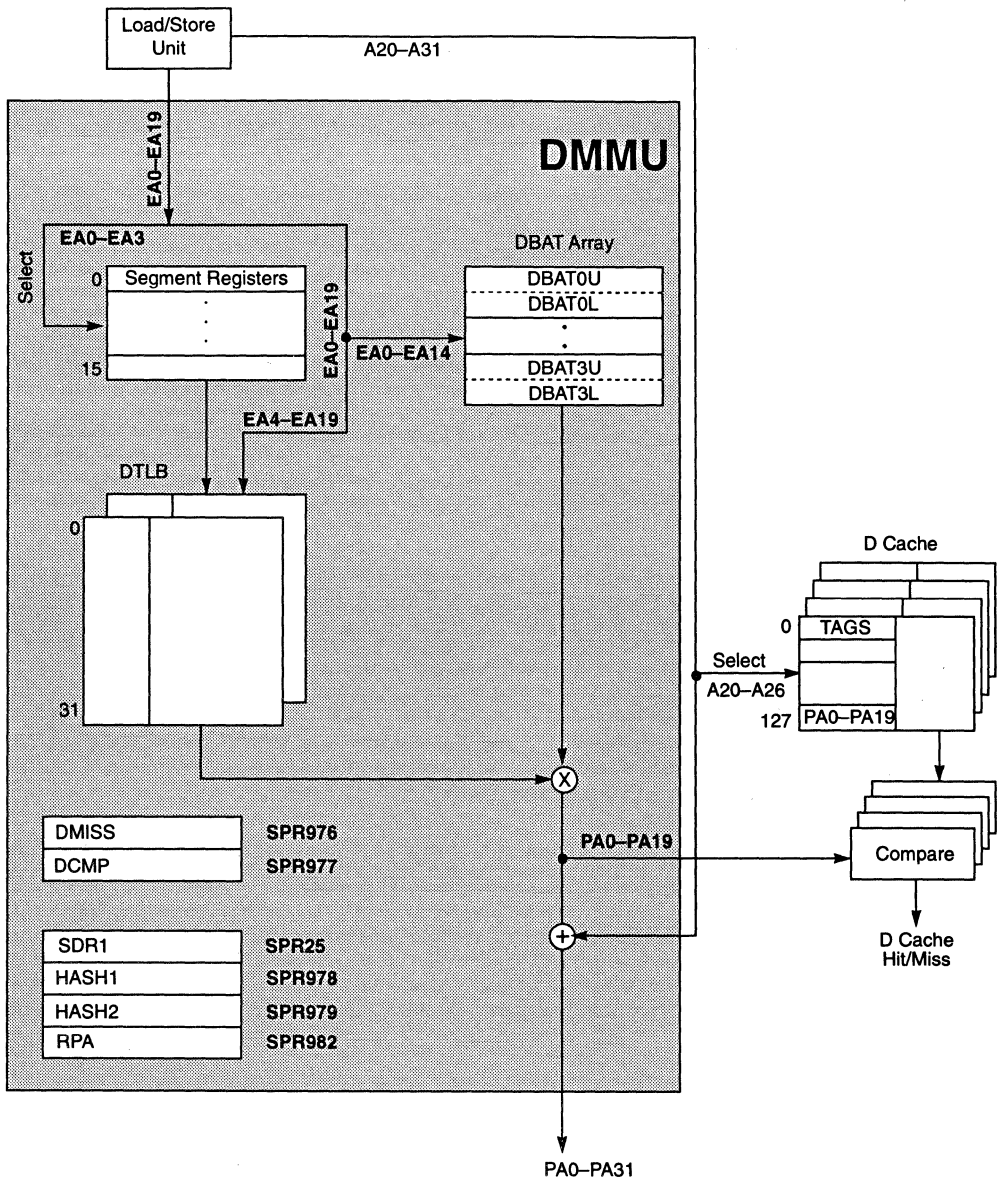 Load/Store
Unit
A20–A31
EA0–EA19
DMMU
EA0–EA3
Select
0
Segment Registers
15
EA0–EA19
EA0–EA14
DBAT Array
DBAT0U
DBAT0L
DBAT3U
DBAT3L
EA4–EA19
DTLB
0
31
D Cache
0
TAGS
Select
A20–A26
127
PA0–PA19
X
PA0–PA19
Compare
DMISS
SPR976
DCMP
SPR977
+
D Cache
Hit/Miss
SDR1
SPR25
HASH1
SPR978
HASH2
SPR979
RPA
SPR982
PA0–PA31